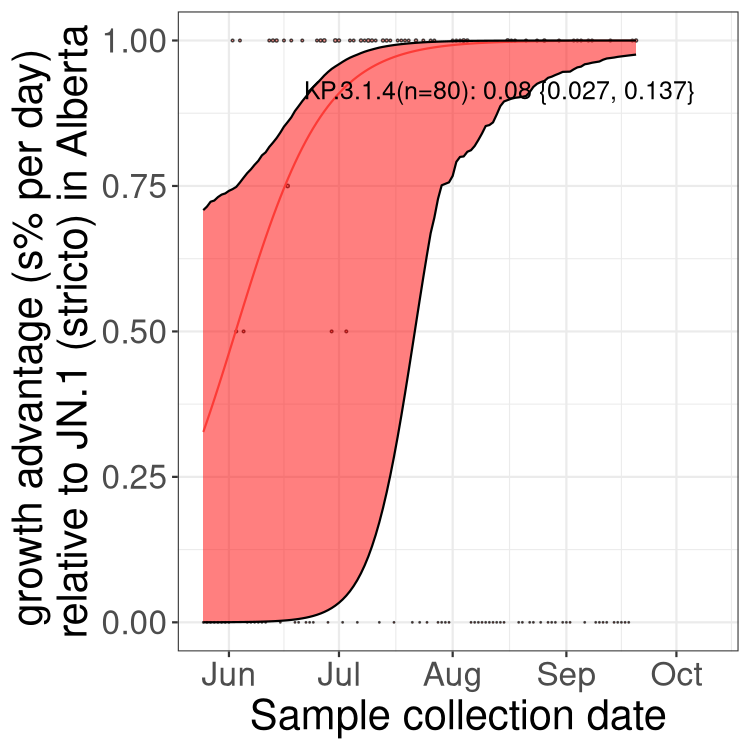 growth advantage (s% per day)
relative to JN.1 (stricto) in Alberta
1.00
0.75
0.50
0.25
0.00
KP.3.1.4(n=80): 0.08 {0.027, 0.137}
Jun Jul Aug Sep Oct
Sample collection date